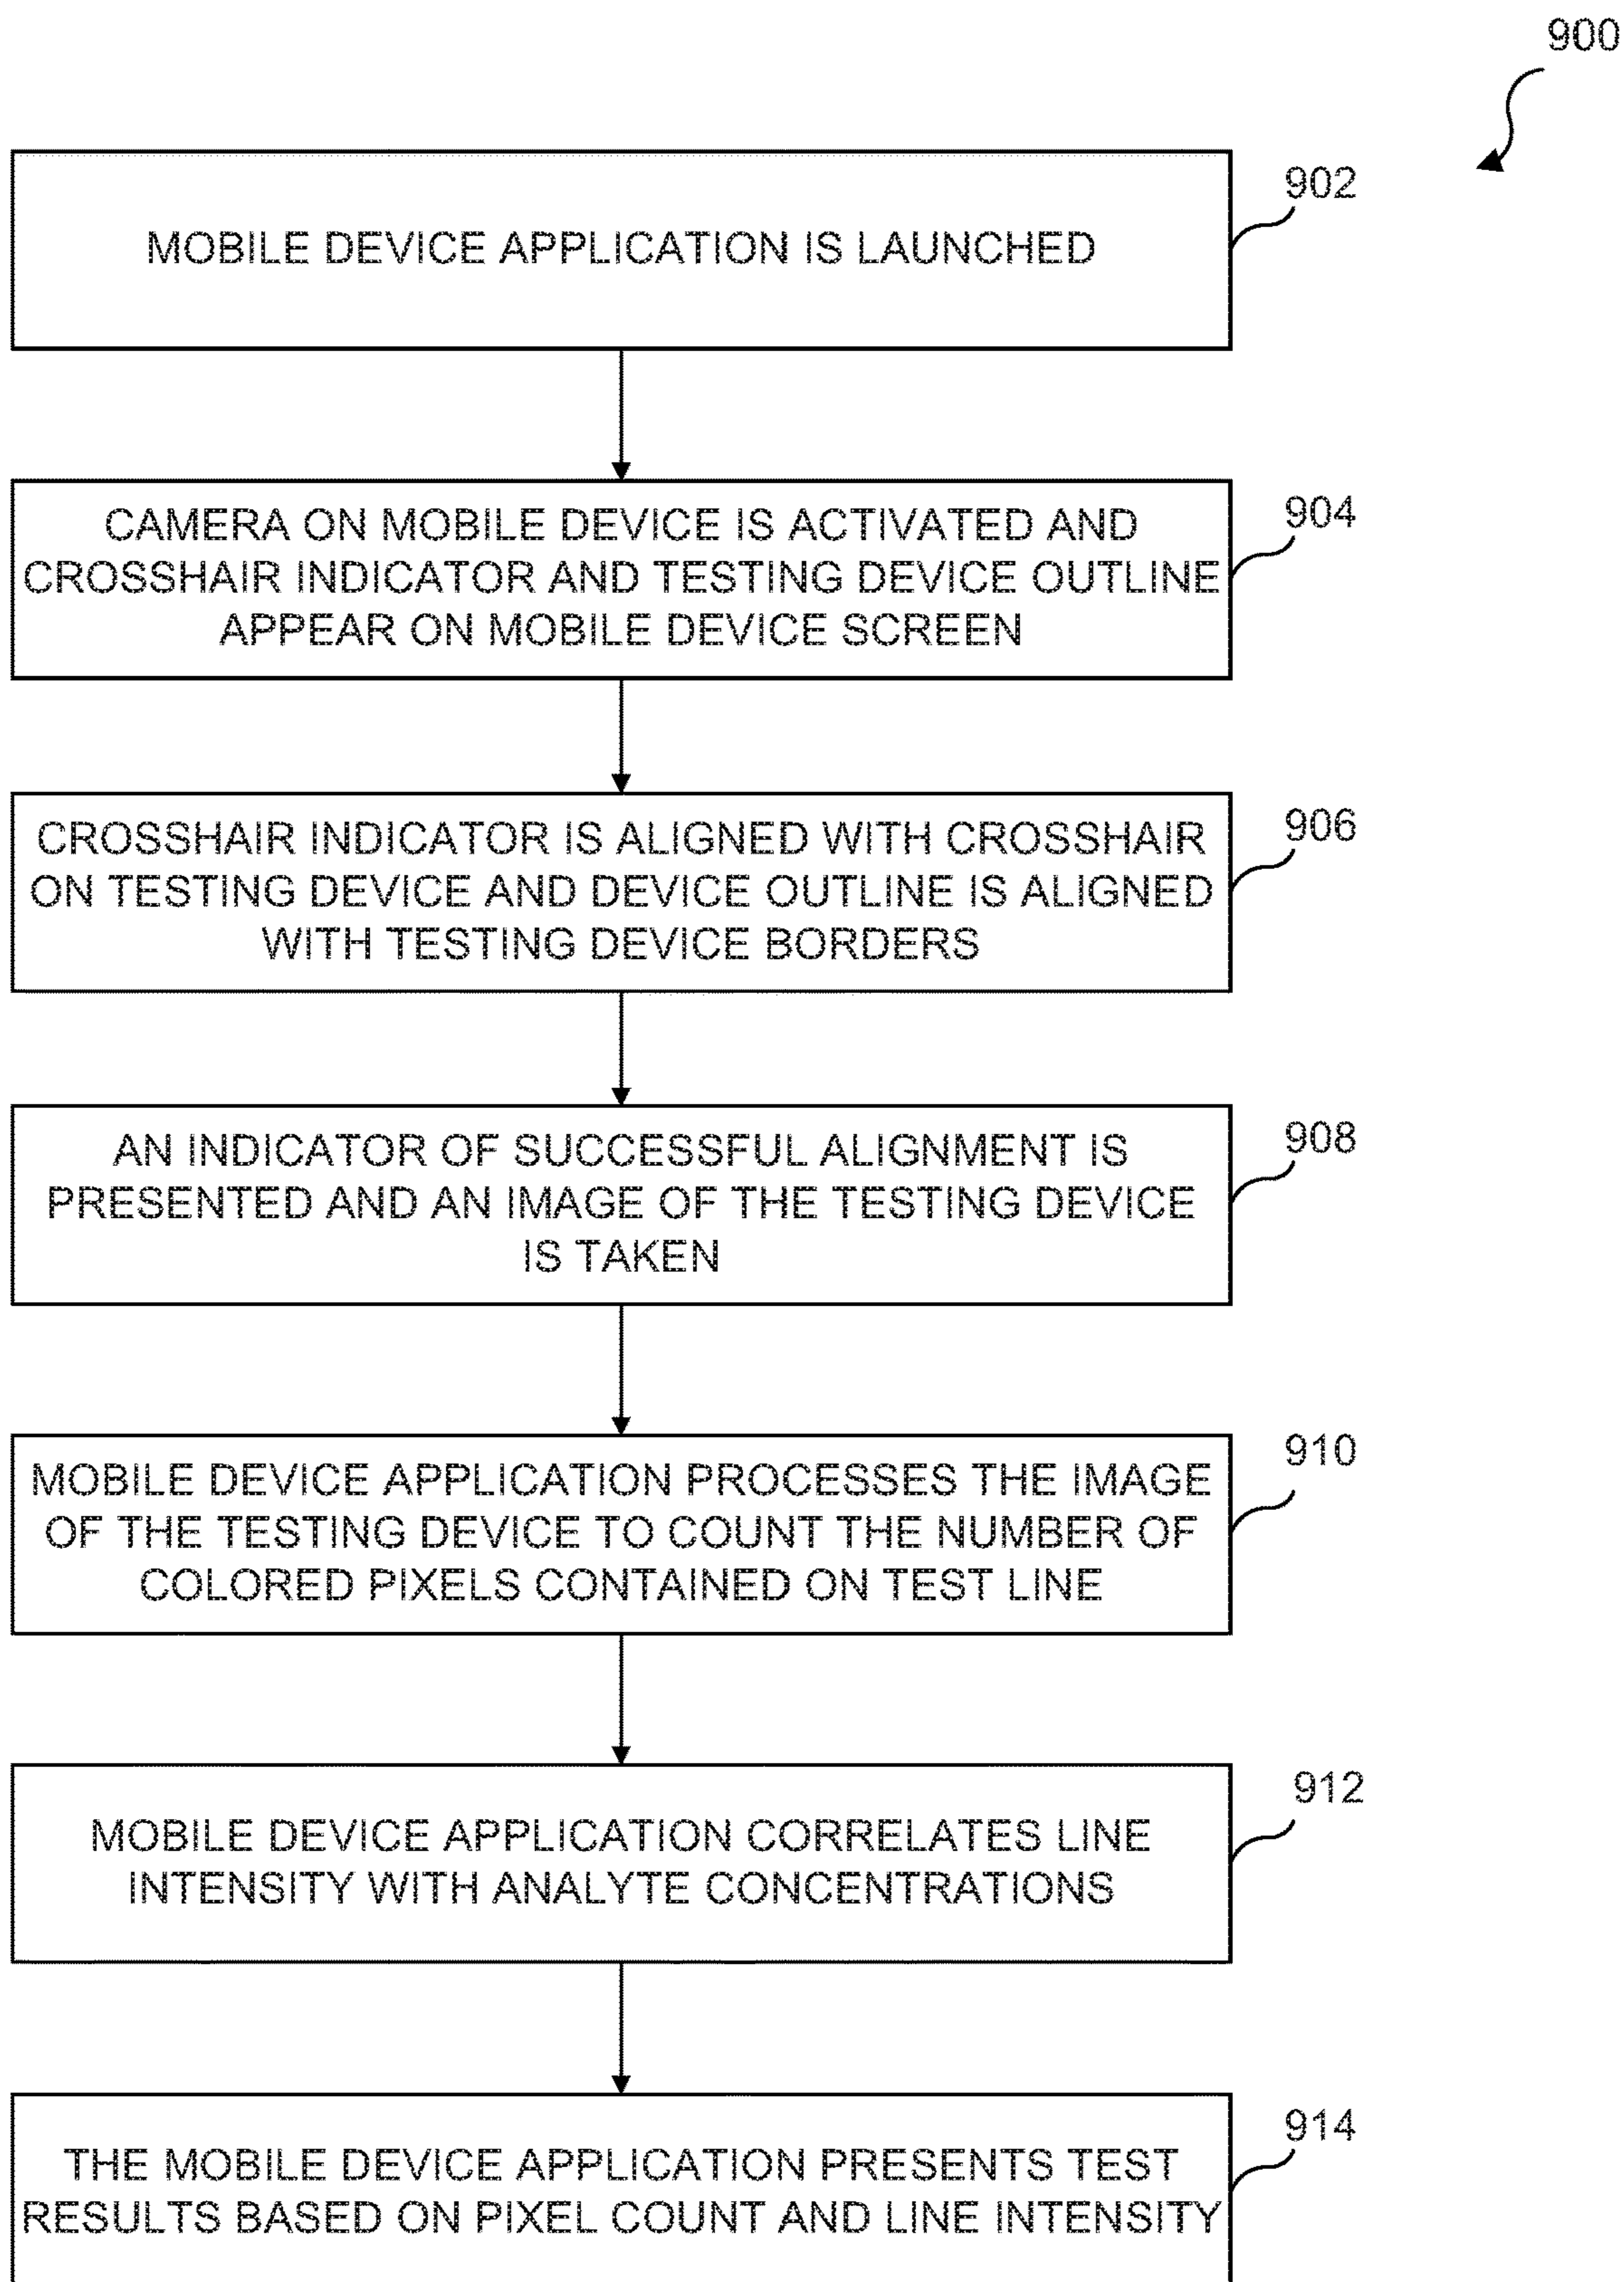 900
902
MOBILE DEVICE APPLICATION IS LAUNCHED
904
CAMERA ON MOBILE DEVICE IS ACTIVATED AND
CROSSHAIR INDICATOR AND TESTING DEVICE OUTLINE
APPEAR ON MOBILE DEVICE SCREEN
906
CROSSHAIR INDICATOR IS ALIGNED WITH CROSSHAIR
ON TESTING DEVICE AND DEVICE OUTLINE IS ALIGNED
WITH TESTING DEVICE BORDERS
908
AN INDICATOR OF SUCCESSFUL ALIGNMENT IS
PRESENTED AND AN IMAGE OF THE TESTING DEVICE
IS TAKEN
910
MOBILE DEVICE APPLICATION PROCESSES THE IMAGE
OF THE TESTING DEVICE TO COUNT THE NUMBER OF
COLORED PIXELS CONTAINED ON TEST LINE
912
MOBILE DEVICE APPLICATION CORRELATES LINE
INTENSITY WITH ANALYTE CONCENTRATIONS
914
THE MOBILE DEVICE APPLICATION PRESENTS TEST
RESULTS BASED ON PIXEL COUNT AND LINE INTENSITY